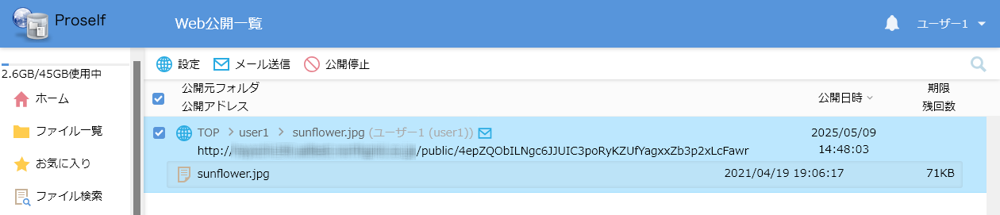 Proself
Web公開一覧
ユーザー1
2.6GB/45GB使用中
ホーム
ファイル一覧
お気に入り
ファイル検索
設定 メール送信 公開停止
公開元フォルダ
公開アドレス
公開日時
期限
残回数
TOP user1 sunflower.jpg (ユーザー1 (user1))
http://
/public/4epZQObILNgc6JJUIC3poRyKZUfYagxxZb3p2xLcFawr
2025/05/09
14:48:03
sunflower.jpg 2021/04/19 19:06:17 71KB